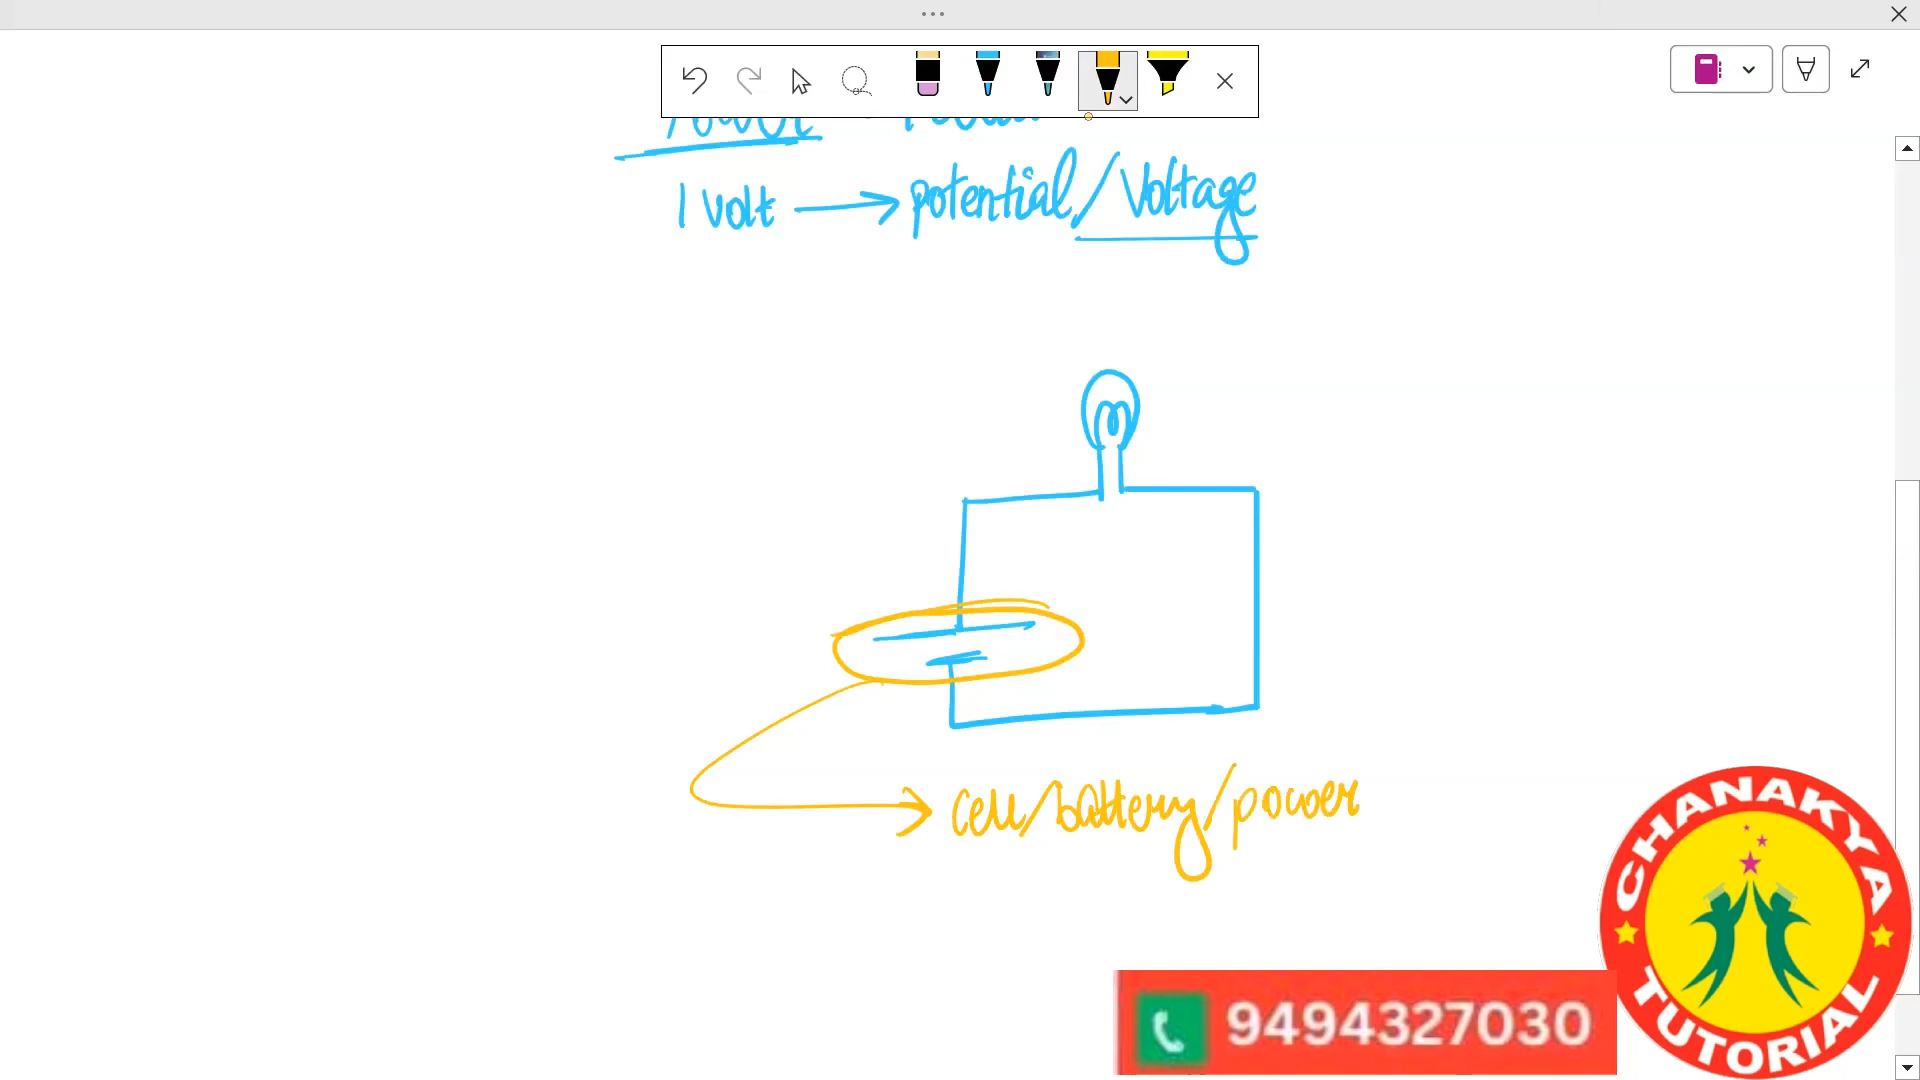 1 volt → potential/Voltage
cell/battery/power
CHANAKYA
TUTORIAL
9494327030